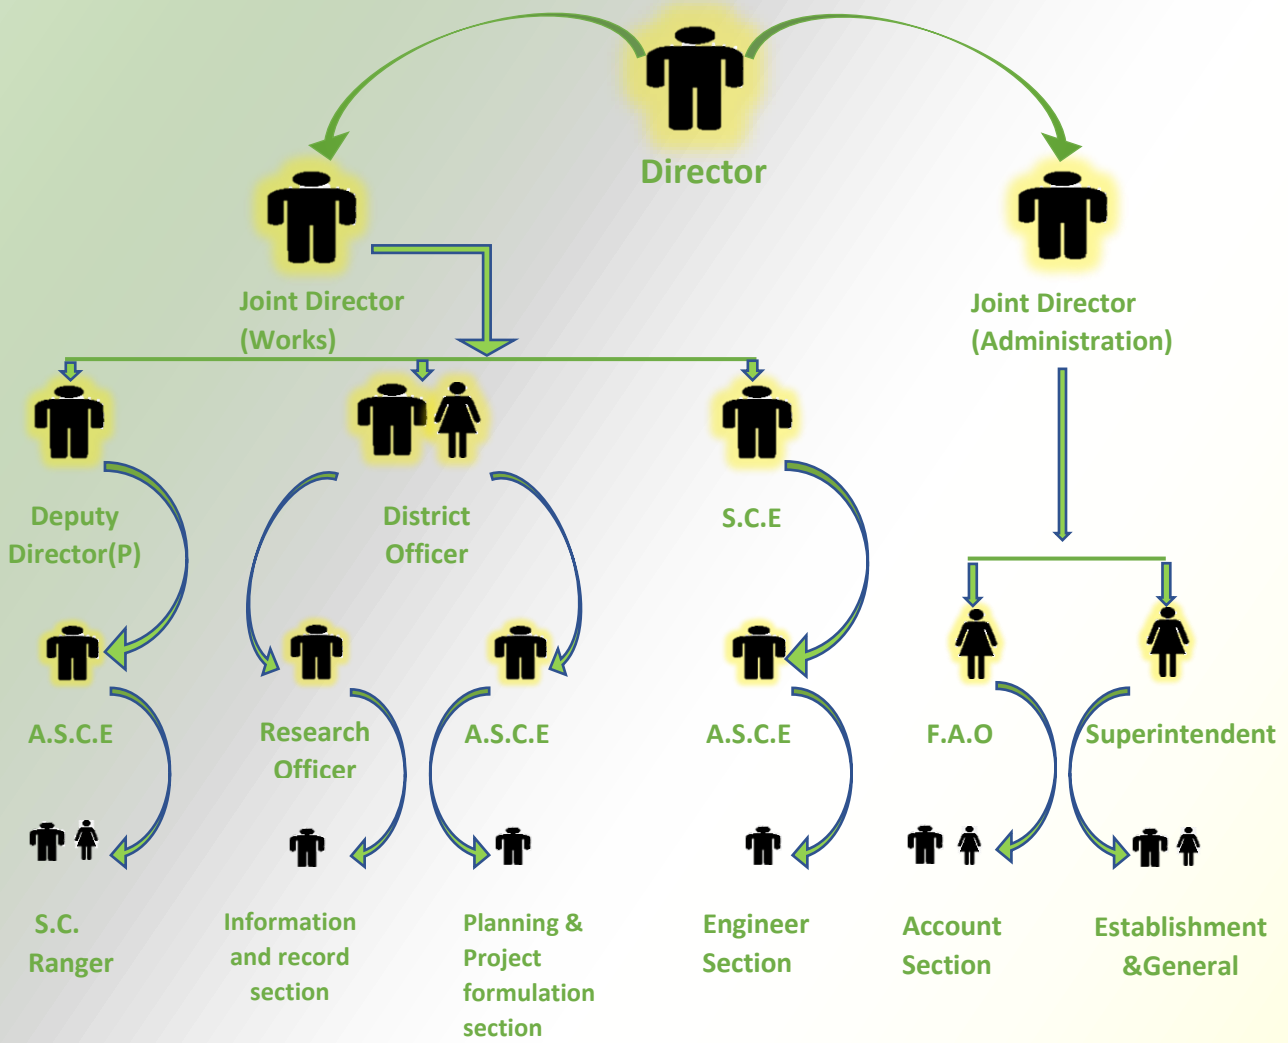 Director
Joint Director
(Works)
Joint Director
(Administration)
Deputy
Director(P)
District
Officer
S.C.E
A.S.C.E
Research
Officer
A.S.C.E
A.S.C.E
F.A.O
Superintendent
S.C.
Ranger
Information
and record
section
Planning &
Project
formulation
section
Engineer
Section
Account
Section
Establishment
&General